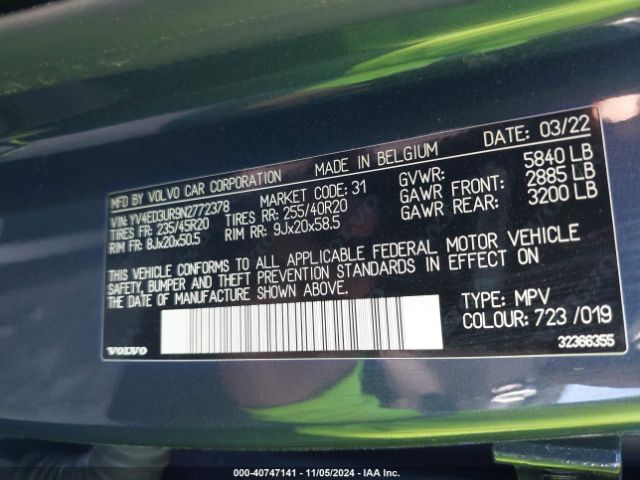 MFD BY VOLVO CAR CORPORATION MADE IN BELGIUM DATE: 03/22
VIN: YV4ED3UR9N2772378 MARKET CODE: 31 GVWR: 5840 LB
TIRES FR: 235/45R20 TIRES RR: 255/40R20 GAWR FRONT: 2885 LB
RIM FR: 8Jx20x50.5 RIM RR: 9Jx20x58.5 GAWR REAR: 3200 LB
THIS VEHICLE CONFORMS TO ALL APPLICABLE FEDERAL MOTOR VEHICLE
SAFETY, BUMPER AND THEFT PREVENTION STANDARDS IN EFFECT ON
THE DATE OF MANUFACTURE SHOWN ABOVE.
TYPE: MPV
COLOUR: 723 /019
VOLVO 32366355
000-40747141 - 11/05/2024 - IAA Inc.